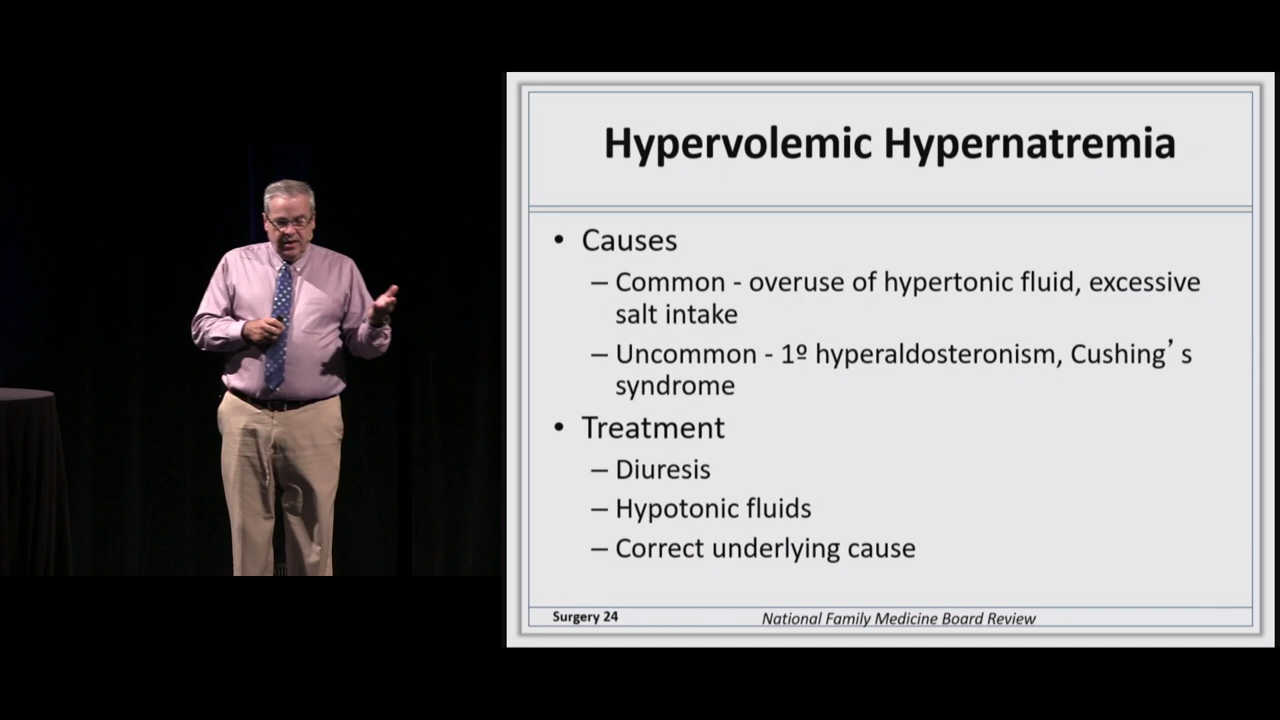 Hypervolemic Hypernatremia
• Causes
– Common - overuse of hypertonic fluid, excessive
salt intake
– Uncommon - 1º hyperaldosteronism, Cushing’s
syndrome
• Treatment
– Diuresis
– Hypotonic fluids
– Correct underlying cause
Surgery 24
National Family Medicine Board Review